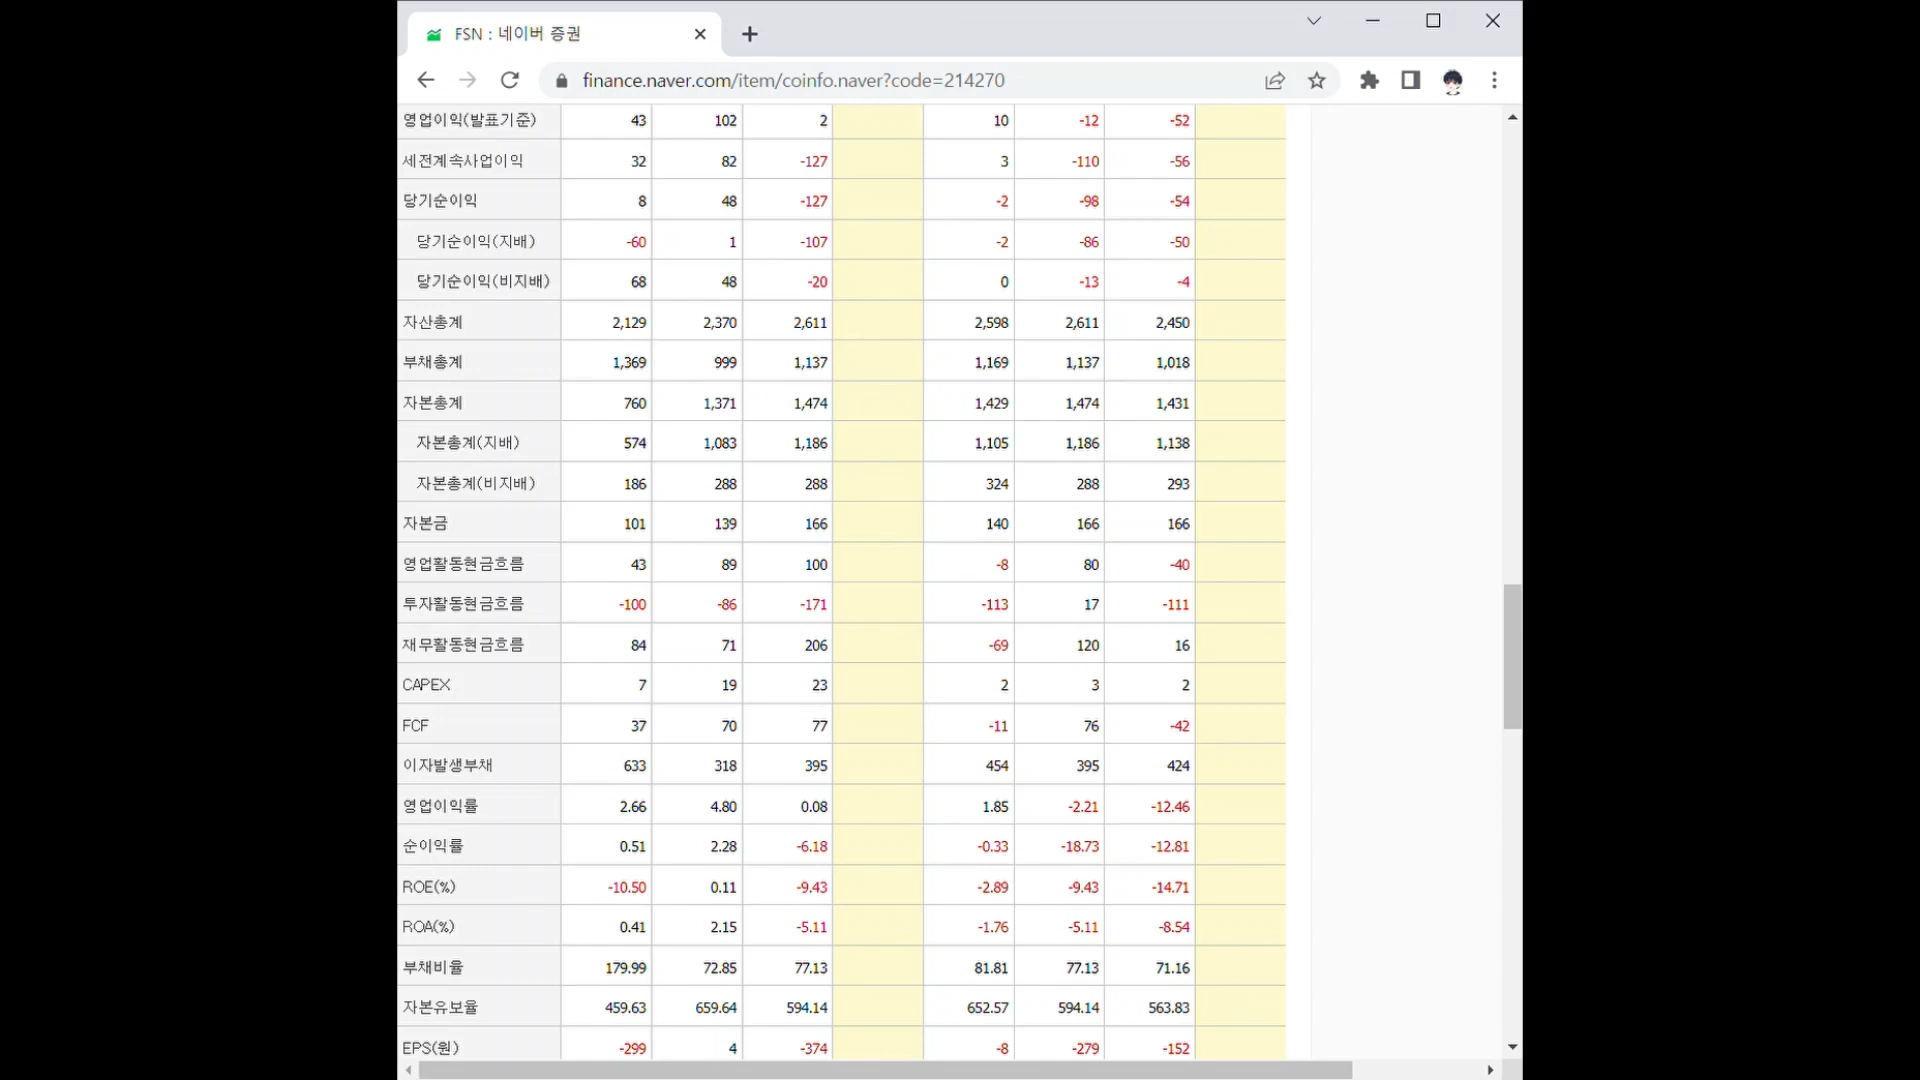 FSN : 네이버 증권
finance.naver.com/item/coinfo.naver?code=214270
영업이익(발표기준) 43 102 2 10 -12 -52
세전계속사업이익 32 82 -127 3 -110 -56
당기순이익 8 48 -127 -2 -98 -54
당기순이익(지배) -60 1 -107 -2 -86 -50
당기순이익(비지배) 68 48 -20 0 -13 -4
자산총계 2,129 2,370 2,611 2,598 2,611 2,450
부채총계 1,369 999 1,137 1,169 1,137 1,018
자본총계 760 1,371 1,474 1,429 1,474 1,431
자본총계(지배) 574 1,083 1,186 1,105 1,186 1,138
자본총계(비지배) 186 288 288 324 288 293
자본금 101 139 166 140 166 166
영업활동현금흐름 43 89 100 -8 80 -40
투자활동현금흐름 -100 -86 -171 -113 17 -111
재무활동현금흐름 84 71 206 -69 120 16
CAPEX 7 19 23 2 3 2
FCF 37 70 77 -11 76 -42
이자발생부채 633 318 395 454 395 424
영업이익률 2.66 4.80 0.08 1.85 -2.21 -12.46
순이익률 0.51 2.28 -6.18 -0.33 -18.73 -12.81
ROE(%) -10.50 0.11 -9.43 -2.89 -9.43 -14.71
ROA(%) 0.41 2.15 -5.11 -1.76 -5.11 -8.54
부채비율 179.99 72.85 77.13 81.81 77.13 71.16
자본유보율 459.63 659.64 594.14 652.57 594.14 563.83
EPS(원) -299 4 -374 -8 -279 -152